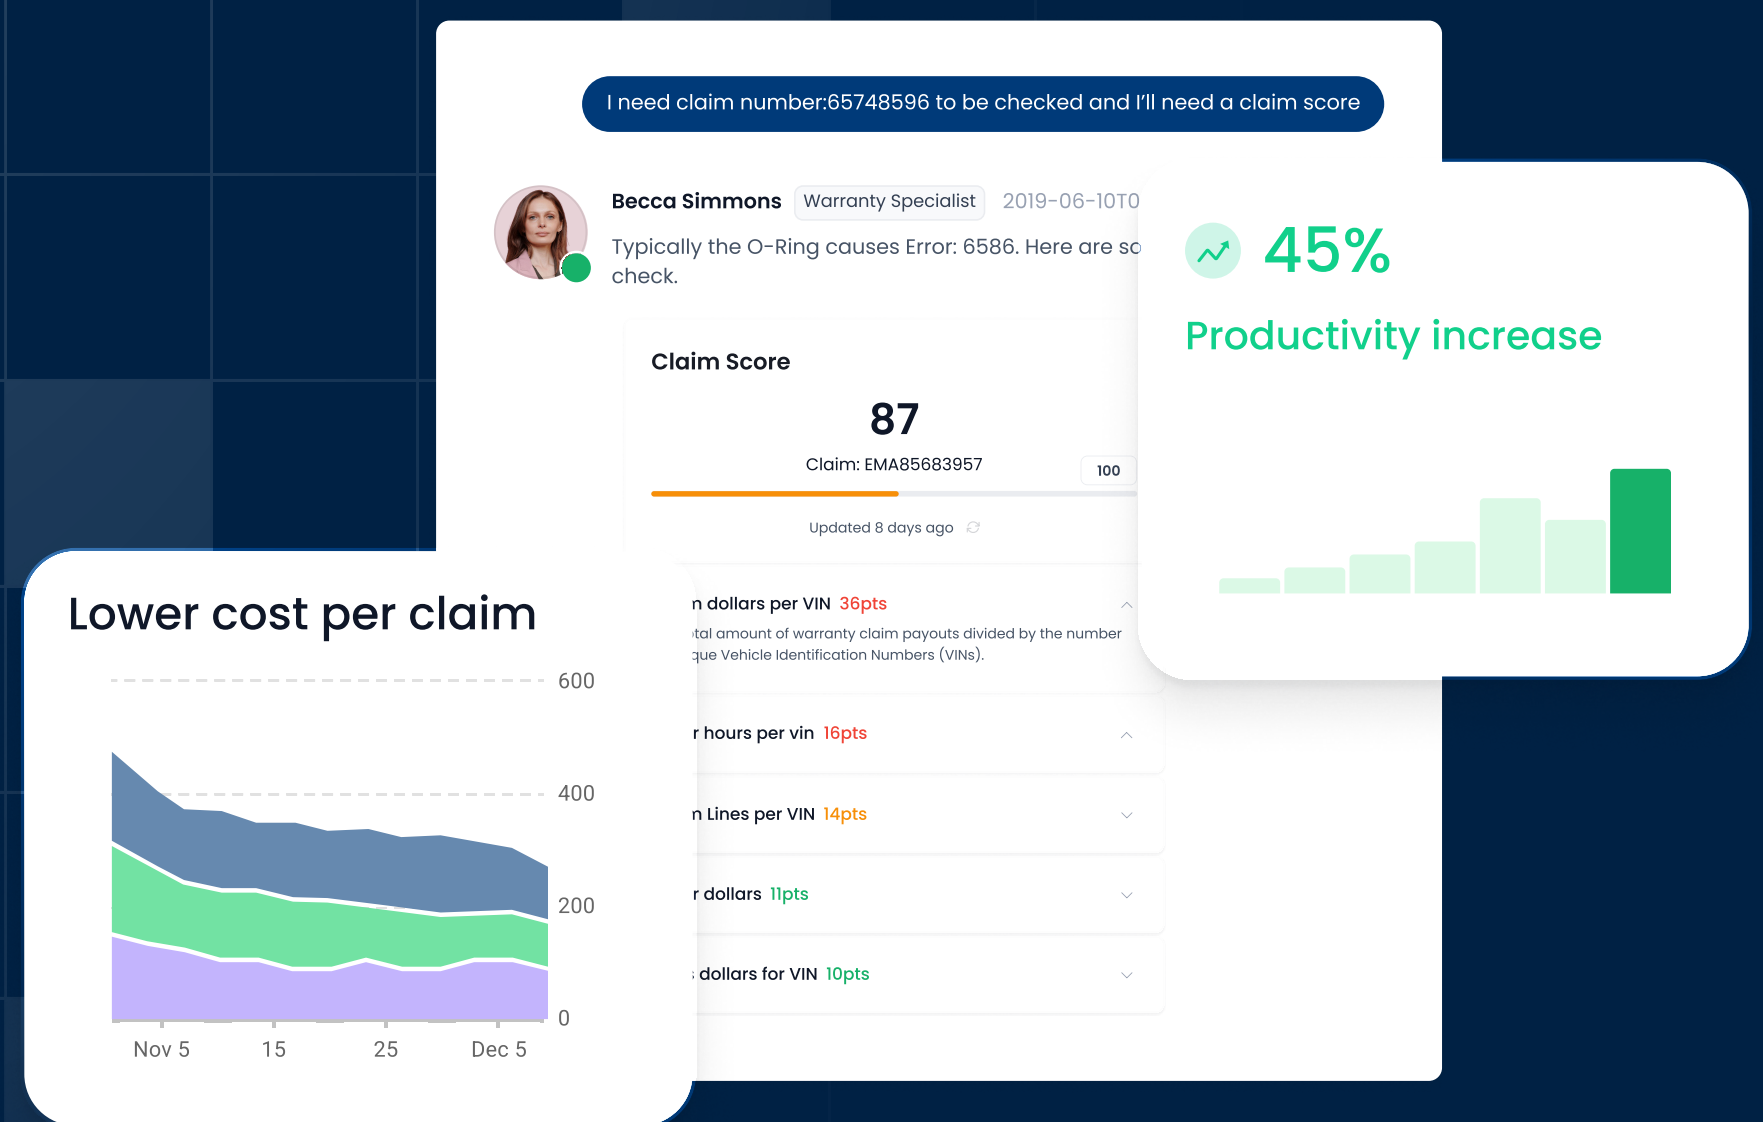 I need claim number:65748596 to be checked and I'll need a claim score
Becca Simmons Warranty Specialist 2019-06-10T0
Typically the O-Ring causes Error: 6586. Here are
check.
Claim Score
87
Claim: EMA85683957
100
Updated 8 days ago
dollars per VIN 36pts
amount of warranty claim payouts divided by the number
Vehicle Identification Numbers (VINs).
hours per vin 16pts
Lines per VIN 14pts
dollars 11pts
dollars for VIN 10pts
45%
Productivity increase
Lower cost per claim
600
400
200
0
Nov 5 15 25 Dec 5